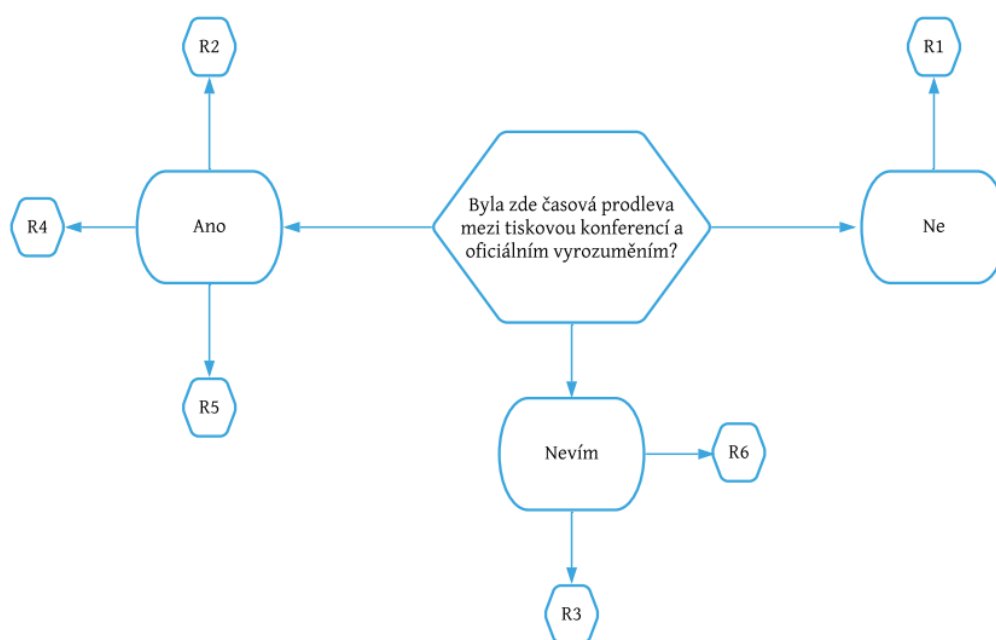 R2
R1
Byla zde časová prodleva
mezi tiskovou konferencí a
oficiálním vyrozuměním?
Ano
Ne
R4
R5
Nevím
R6
R3